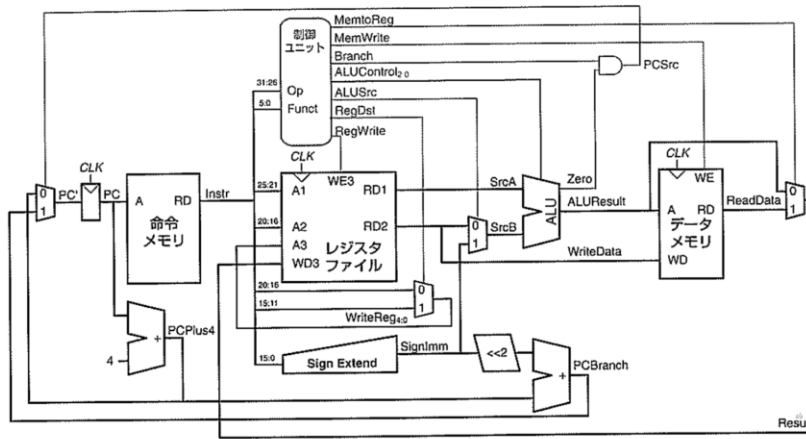 制御
ユニット
MemtoReg
MemWrite
Branch
ALUControl2:0
ALUSrc
RegDst
RegWrite
PCSrc
31:26
Op
5:0
Funct
CLK
PC'
0
1
CLK
PC
A
RD
命令
メモリ
Instr
25:21
20:16
A1
A2
A3
WD3
WE3
RD1
RD2
レジスタ
ファイル
SrcA
0
1
SrcB
ALU
Zero
ALUResult
CLK
WE
A
RD
データ
メモリ
WD
ReadData
0
1
WriteData
20:16
15:11
0
1
WriteReg4:0
4
+
PCPlus4
15:0
Sign Extend
SignImm
<<2
+
PCBranch
Resu